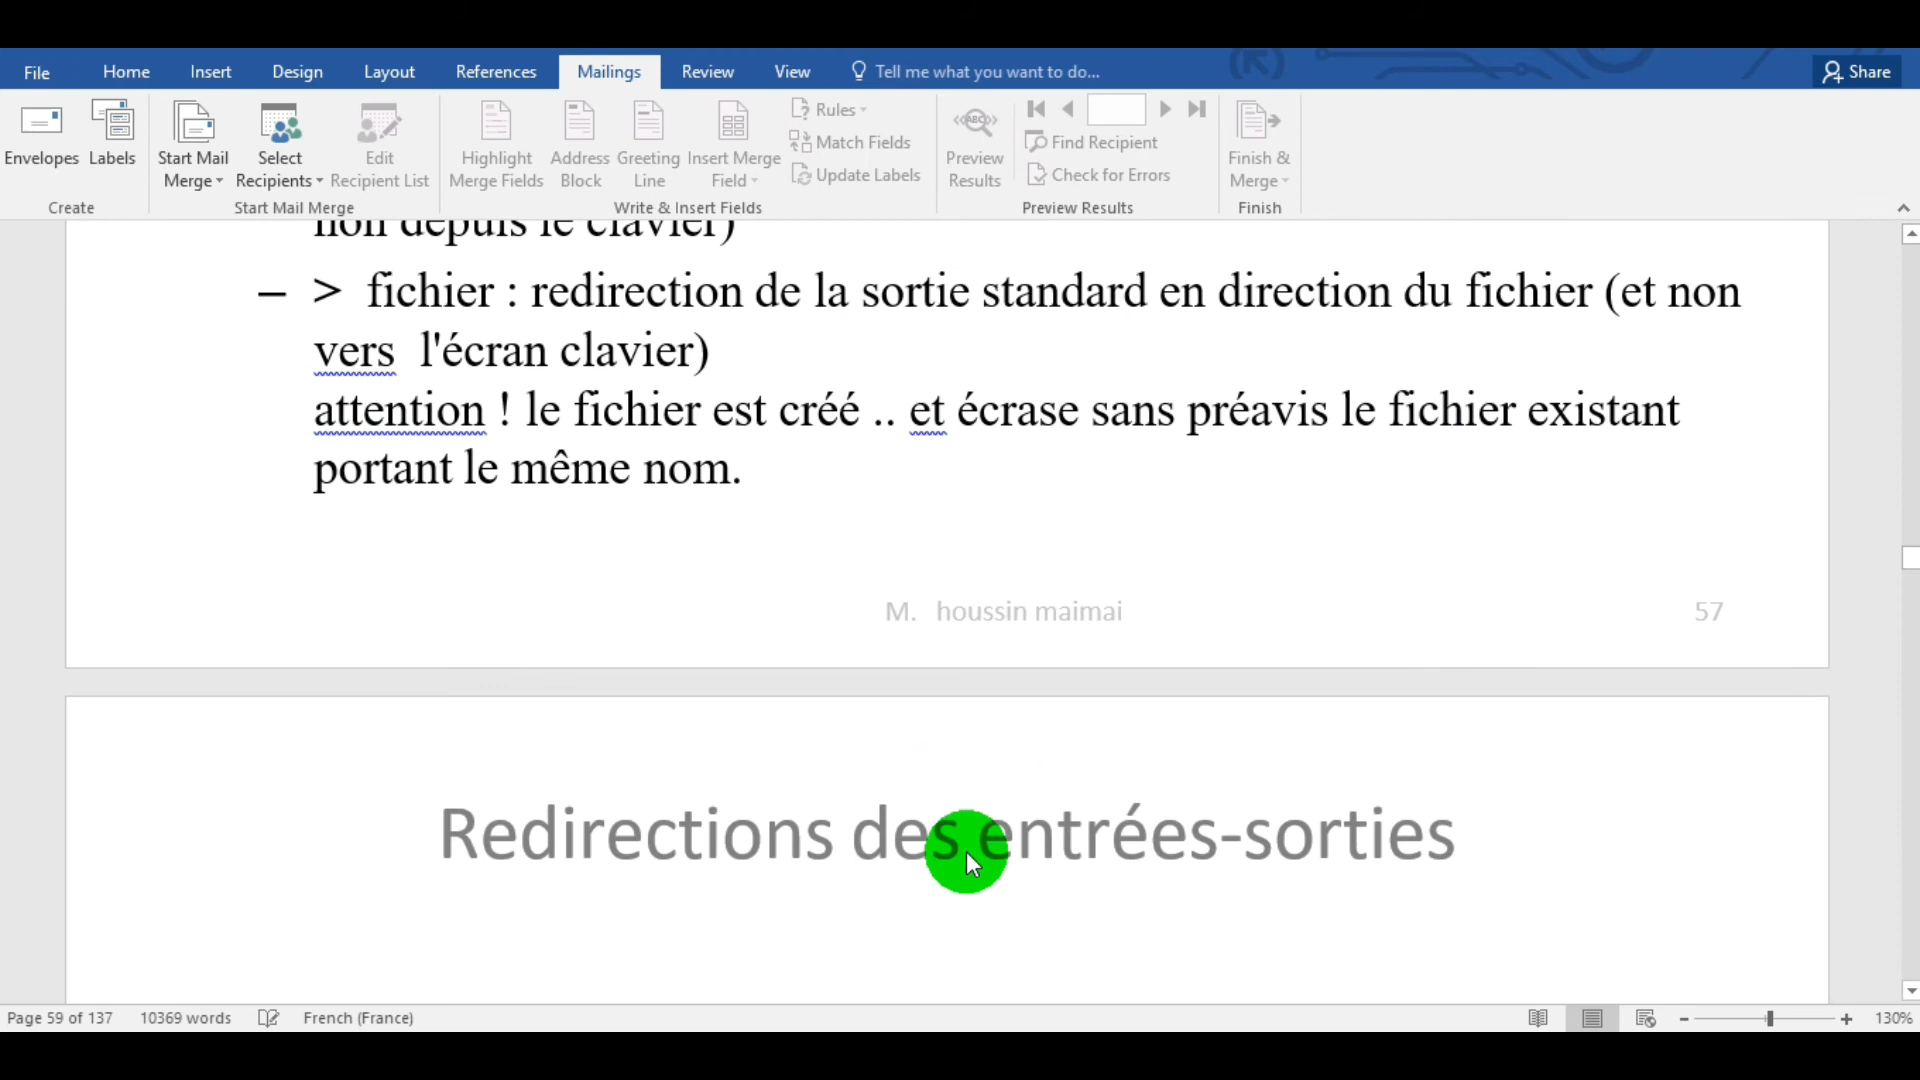 File Home Insert Design Layout References Mailings Review View Tell me what you want to do... Share
Envelopes Labels Start Mail Merge Select Recipients Edit Recipient List Highlight Merge Fields Address Block Greeting Line Insert Merge Field Rules Match Fields Update Labels Preview Results Find Recipient Check for Errors Finish & Merge
Create Start Mail Merge Write & Insert Fields Preview Results Finish
non depuis le clavier)
– > fichier : redirection de la sortie standard en direction du fichier (et non
vers l'écran clavier)
attention ! le fichier est créé .. et écrase sans préavis le fichier existant
portant le même nom.
M. houssin maimai 57
Redirections des entrées-sorties
Page 59 of 137 10369 words French (France) 130%